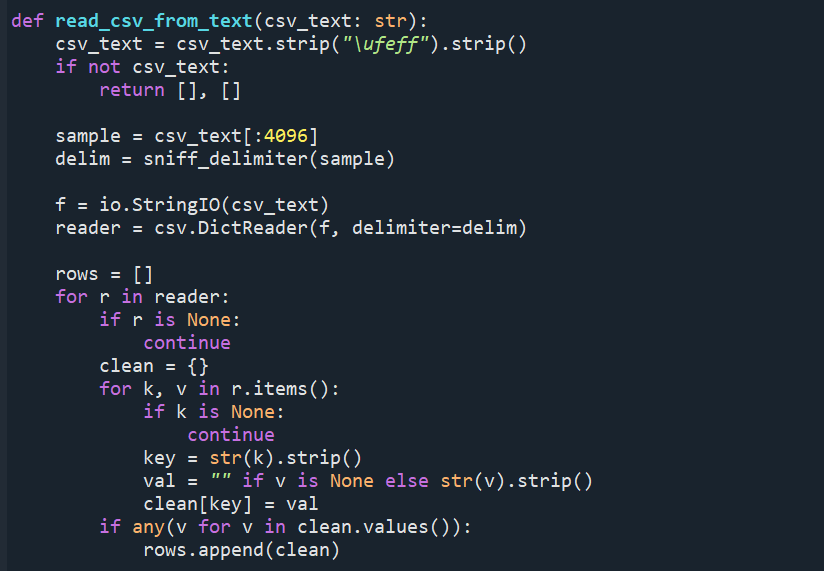 def read_csv_from_text(csv_text: str):
    csv_text = csv_text.strip("\ufeff").strip()
    if not csv_text:
        return [], []

    sample = csv_text[:4096]
    delim = sniff_delimiter(sample)

    f = io.StringIO(csv_text)
    reader = csv.DictReader(f, delimiter=delim)

    rows = []
    for r in reader:
        if r is None:
            continue
        clean = {}
        for k, v in r.items():
            if k is None:
                continue
            key = str(k).strip()
            val = "" if v is None else str(v).strip()
            clean[key] = val
        if any(v for v in clean.values()):
            rows.append(clean)